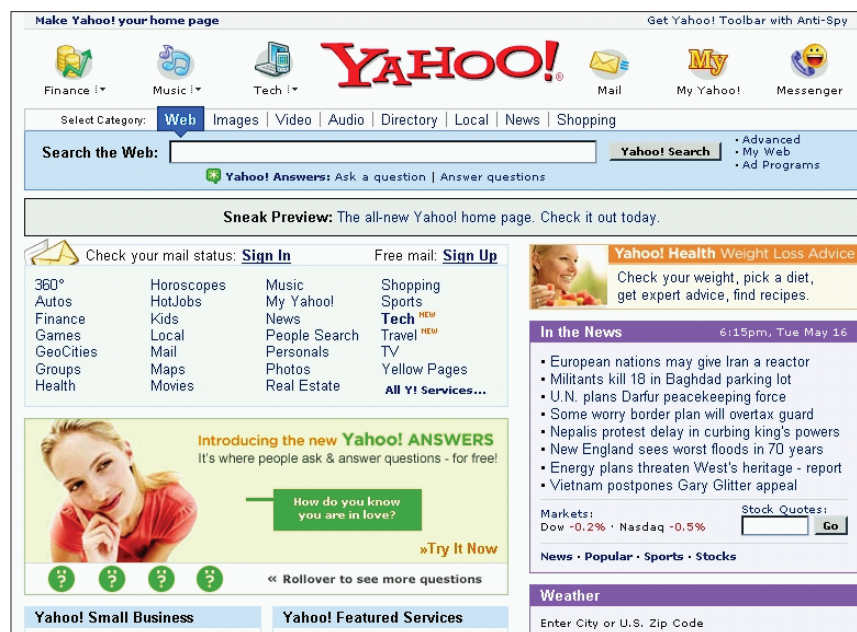 Make Yahoo! your home page
Get Yahoo! Toolbar with Anti-Spy
Finance
Music
Tech
YAHOO!
®
Mail
My
My Yahoo!
Messenger
Select Category:
Web
Images | Video | Audio | Directory | Local | News | Shopping
Search the Web:
Yahoo! Search
· Advanced
· My Web
· Ad Programs
Yahoo! Answers: Ask a question | Answer questions
Sneak Preview: The all-new Yahoo! home page. Check it out today.
Check your mail status: Sign In
Free mail: Sign Up
360° Horoscopes Music Shopping
Autos HotJobs My Yahoo! Sports
Finance Kids News Tech NEW
Games Local People Search Travel NEW
GeoCities Mail Personals TV
Groups Maps Photos Yellow Pages
Health Movies Real Estate All Y! Services...
Introducing the new Yahoo! ANSWERS
It's where people ask & answer questions - for free!
How do you know
you are in love?
»Try It Now
? ? ? ?
« Rollover to see more questions
Yahoo! Small Business
Yahoo! Featured Services
Yahoo! Health Weight Loss Advice
Check your weight, pick a diet,
get expert advice, find recipes.
In the News
6:15pm, Tue May 16
· European nations may give Iran a reactor
· Militants kill 18 in Baghdad parking lot
· U.N. plans Darfur peacekeeping force
· Some worry border plan will overtax guard
· Nepalis protest delay in curbing king's powers
· New England sees worst floods in 70 years
· Energy plans threaten West's heritage - report
· Vietnam postpones Gary Glitter appeal
Markets:
Dow -0.2% · Nasdaq -0.5%
Stock Quotes:
Go
News · Popular · Sports · Stocks
Weather
Enter City or U.S. Zip Code